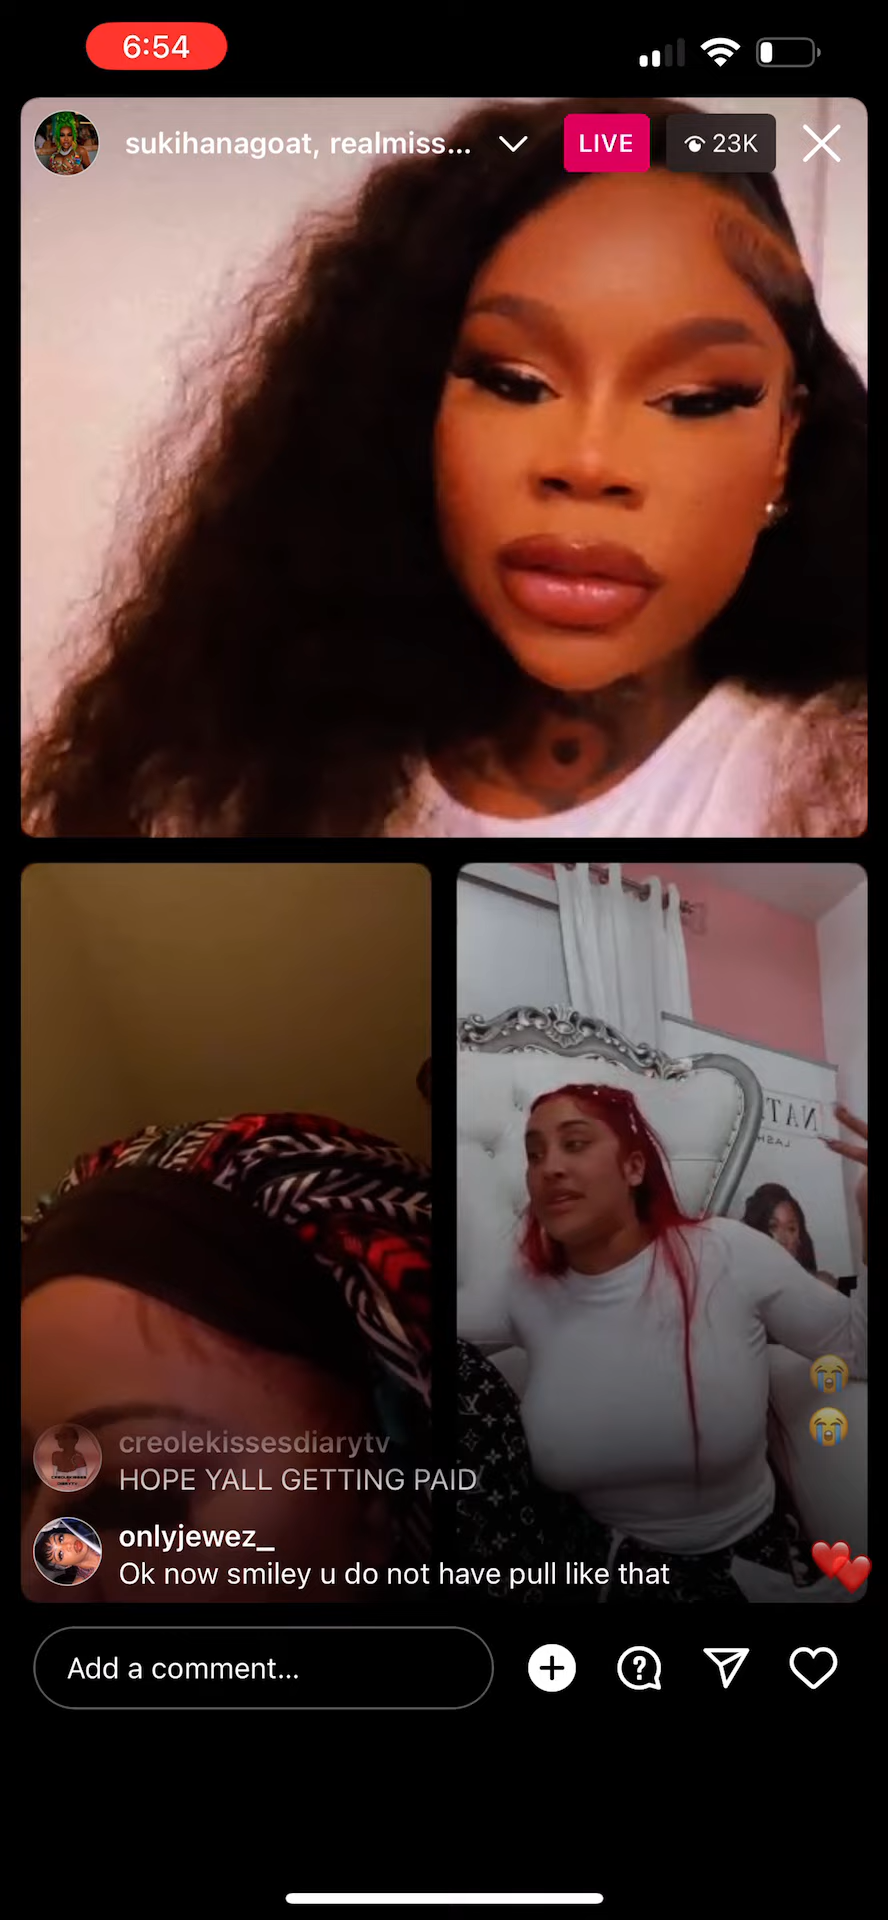 6:54
sukihanagoat, realmiss...
LIVE
23K
creolekissesdiarytv
HOPE YALL GETTING PAID
onlyjewez_
Ok now smiley u do not have pull like that
Add a comment...